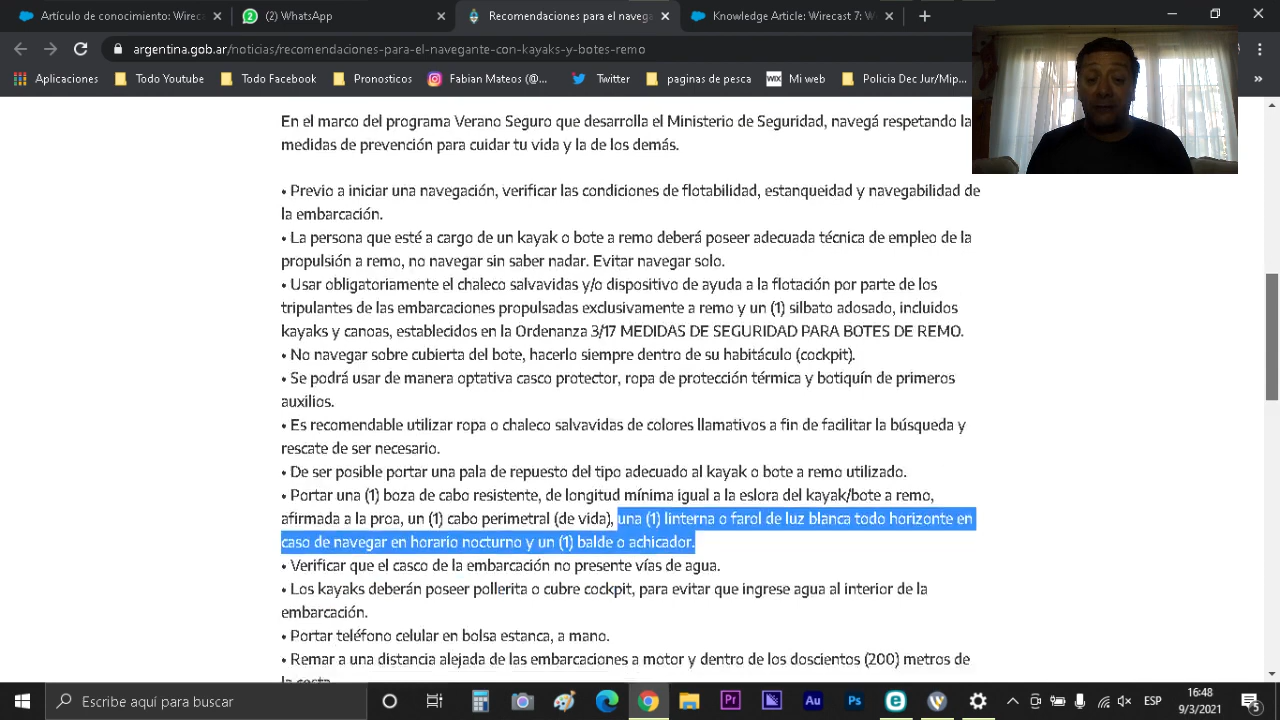 Artículo de conocimiento: Wirec
(2) WhatsApp
Recomendaciones para el naveg
Knowledge Article: Wirecast 7: W
argentina.gob.ar/noticias/recomendaciones-para-el-navegante-con-kayaks-y-botes-remo
Aplicaciones
Todo Youtube
Todo Facebook
Pronosticos
Fabian Mateos (@...
Twitter
paginas de pesca
WiX
Mi web
Policia Dec Jur/Mip...
»
En el marco del programa Verano Seguro que desarrolla el Ministerio de Seguridad, navegá respetando la
medidas de prevención para cuidar tu vida y la de los demás.
• Previo a iniciar una navegación, verificar las condiciones de flotabilidad, estanqueidad y navegabilidad de
la embarcación.
• La persona que esté a cargo de un kayak o bote a remo deberá poseer adecuada técnica de empleo de la
propulsión a remo, no navegar sin saber nadar. Evitar navegar solo.
• Usar obligatoriamente el chaleco salvavidas y/o dispositivo de ayuda a la flotación por parte de los
tripulantes de las embarcaciones propulsadas exclusivamente a remo y un (1) silbato adosado, incluidos
kayaks y canoas, establecidos en la Ordenanza 3/17 MEDIDAS DE SEGURIDAD PARA BOTES DE REMO.
• No navegar sobre cubierta del bote, hacerlo siempre dentro de su habitáculo (cockpit).
• Se podrá usar de manera optativa casco protector, ropa de protección térmica y botiquín de primeros
auxilios.
• Es recomendable utilizar ropa o chaleco salvavidas de colores llamativos a fin de facilitar la búsqueda y
rescate de ser necesario.
• De ser posible portar una pala de repuesto del tipo adecuado al kayak o bote a remo utilizado.
• Portar una (1) boza de cabo resistente, de longitud mínima igual a la eslora del kayak/bote a remo,
afirmada a la proa, un (1) cabo perimetral (de vida), una (1) linterna o farol de luz blanca todo horizonte en
caso de navegar en horario nocturno y un (1) balde o achicador.
• Verificar que el casco de la embarcación no presente vías de agua.
• Los kayaks deberán poseer pollerita o cubre cockpit, para evitar que ingrese agua al interior de la
embarcación.
• Portar teléfono celular en bolsa estanca, a mano.
• Remar a una distancia alejada de las embarcaciones a motor y dentro de los doscientos (200) metros de
la costa.
Escribe aquí para buscar
Pr
Au
Ps
ESP
16:48
9/3/2021
5